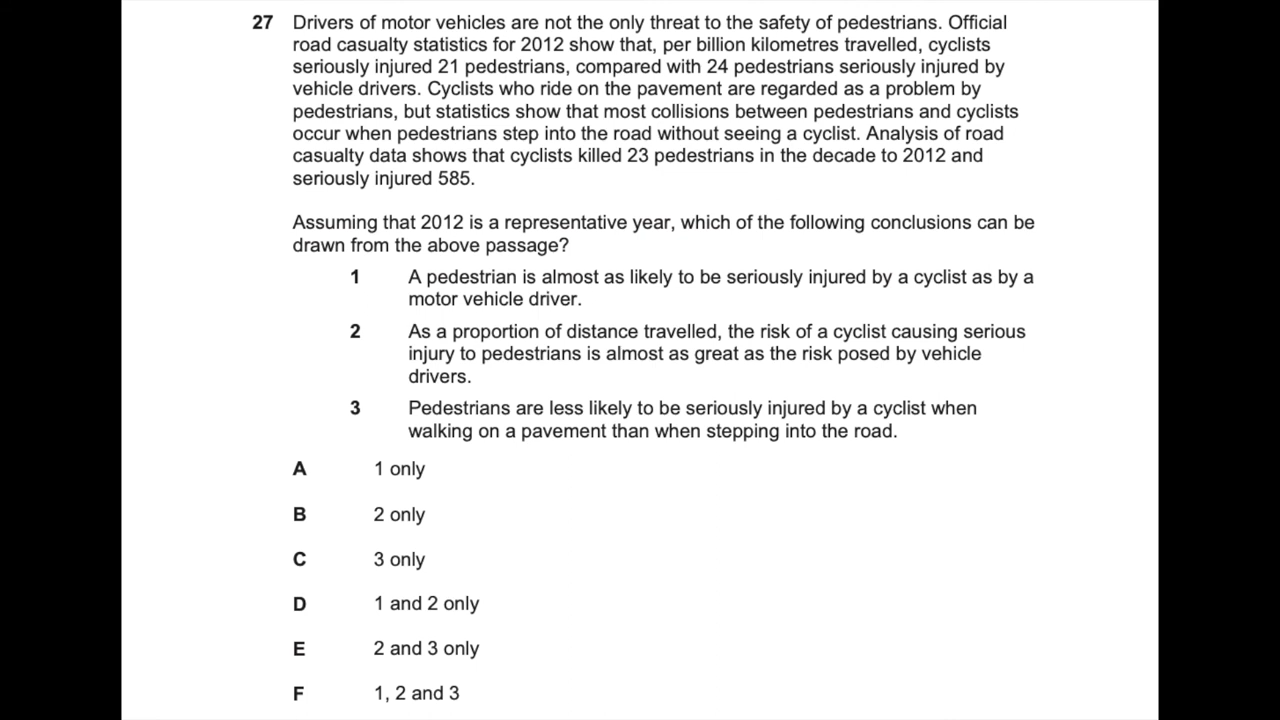 27 Drivers of motor vehicles are not the only threat to the safety of pedestrians. Official
road casualty statistics for 2012 show that, per billion kilometres travelled, cyclists
seriously injured 21 pedestrians, compared with 24 pedestrians seriously injured by
vehicle drivers. Cyclists who ride on the pavement are regarded as a problem by
pedestrians, but statistics show that most collisions between pedestrians and cyclists
occur when pedestrians step into the road without seeing a cyclist. Analysis of road
casualty data shows that cyclists killed 23 pedestrians in the decade to 2012 and
seriously injured 585.
Assuming that 2012 is a representative year, which of the following conclusions can be
drawn from the above passage?
1 A pedestrian is almost as likely to be seriously injured by a cyclist as by a
motor vehicle driver.
2 As a proportion of distance travelled, the risk of a cyclist causing serious
injury to pedestrians is almost as great as the risk posed by vehicle
drivers.
3 Pedestrians are less likely to be seriously injured by a cyclist when
walking on a pavement than when stepping into the road.
A 1 only
B 2 only
C 3 only
D 1 and 2 only
E 2 and 3 only
F 1, 2 and 3